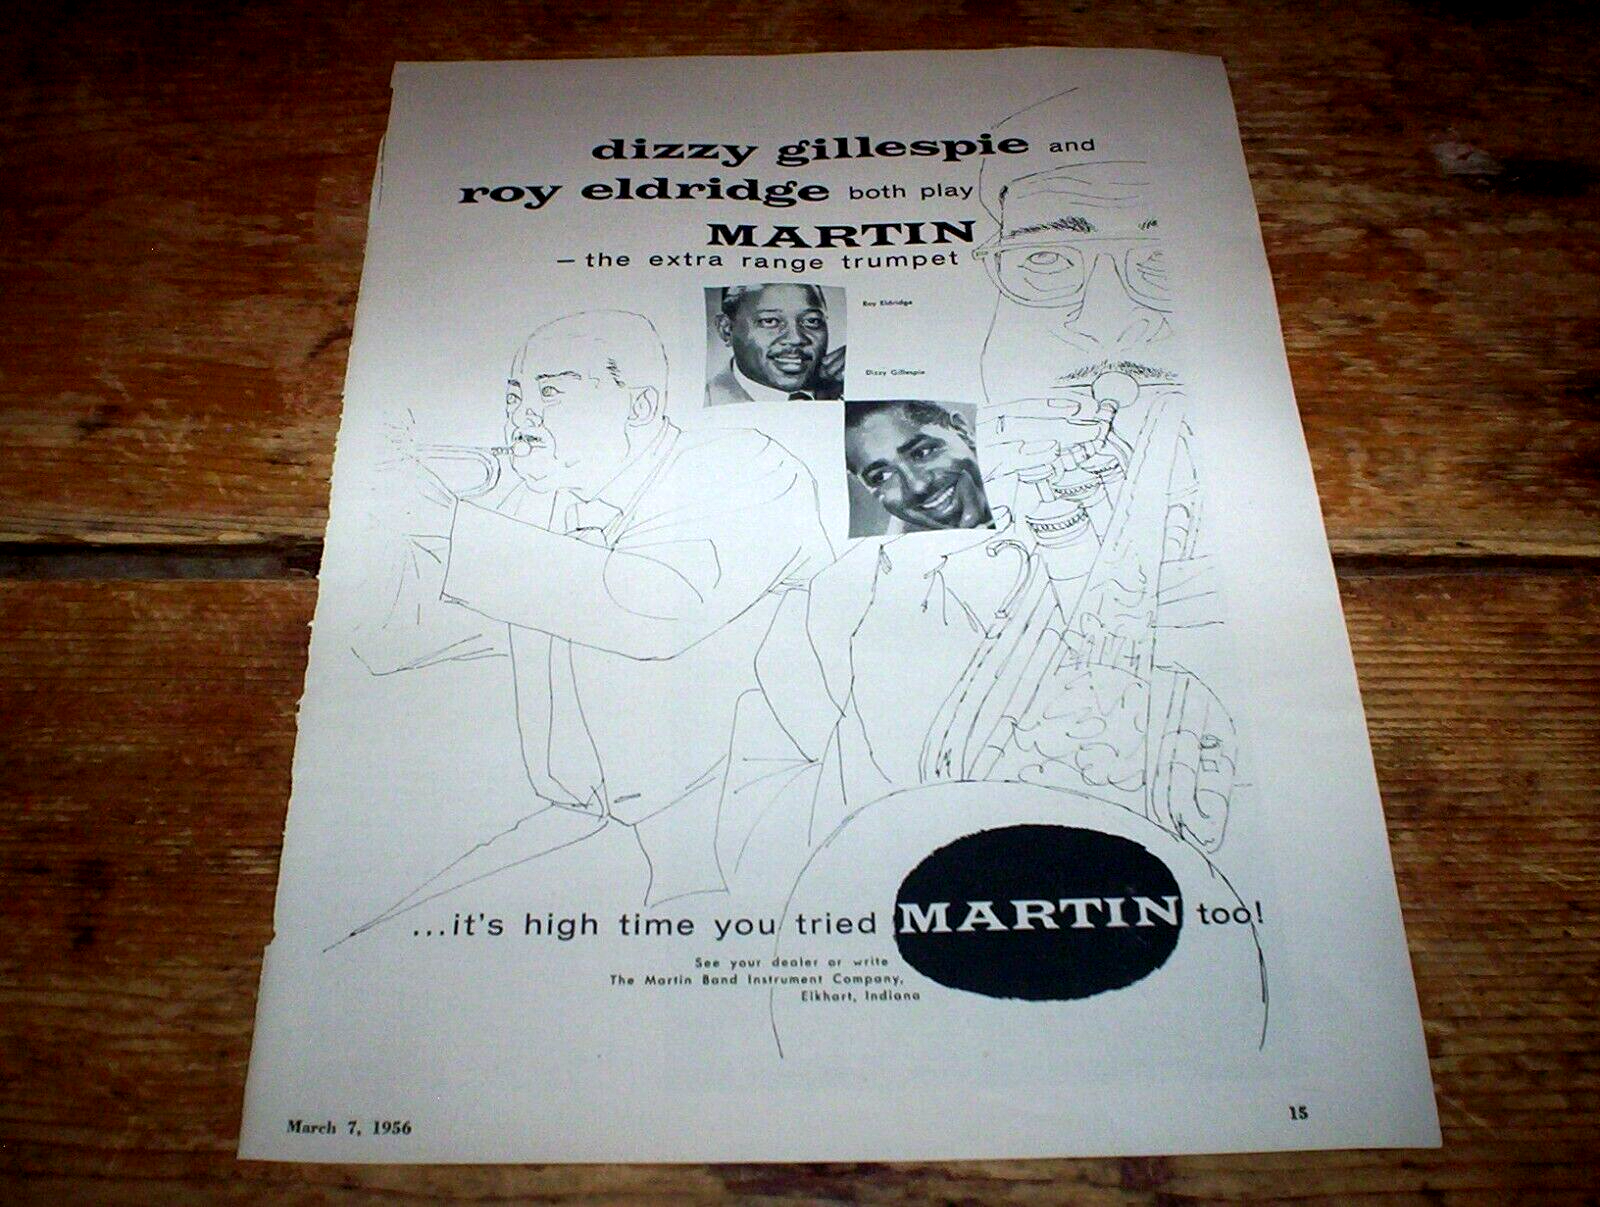 dizzy gillespie and
roy eldridge both play
MARTIN
– the extra range trumpet
Roy Eldridge
Dizzy Gillespie
...it's high time you tried MARTIN too!
See your dealer or write
The Martin Band Instrument Company,
Elkhart, Indiana
March 7, 1956
15